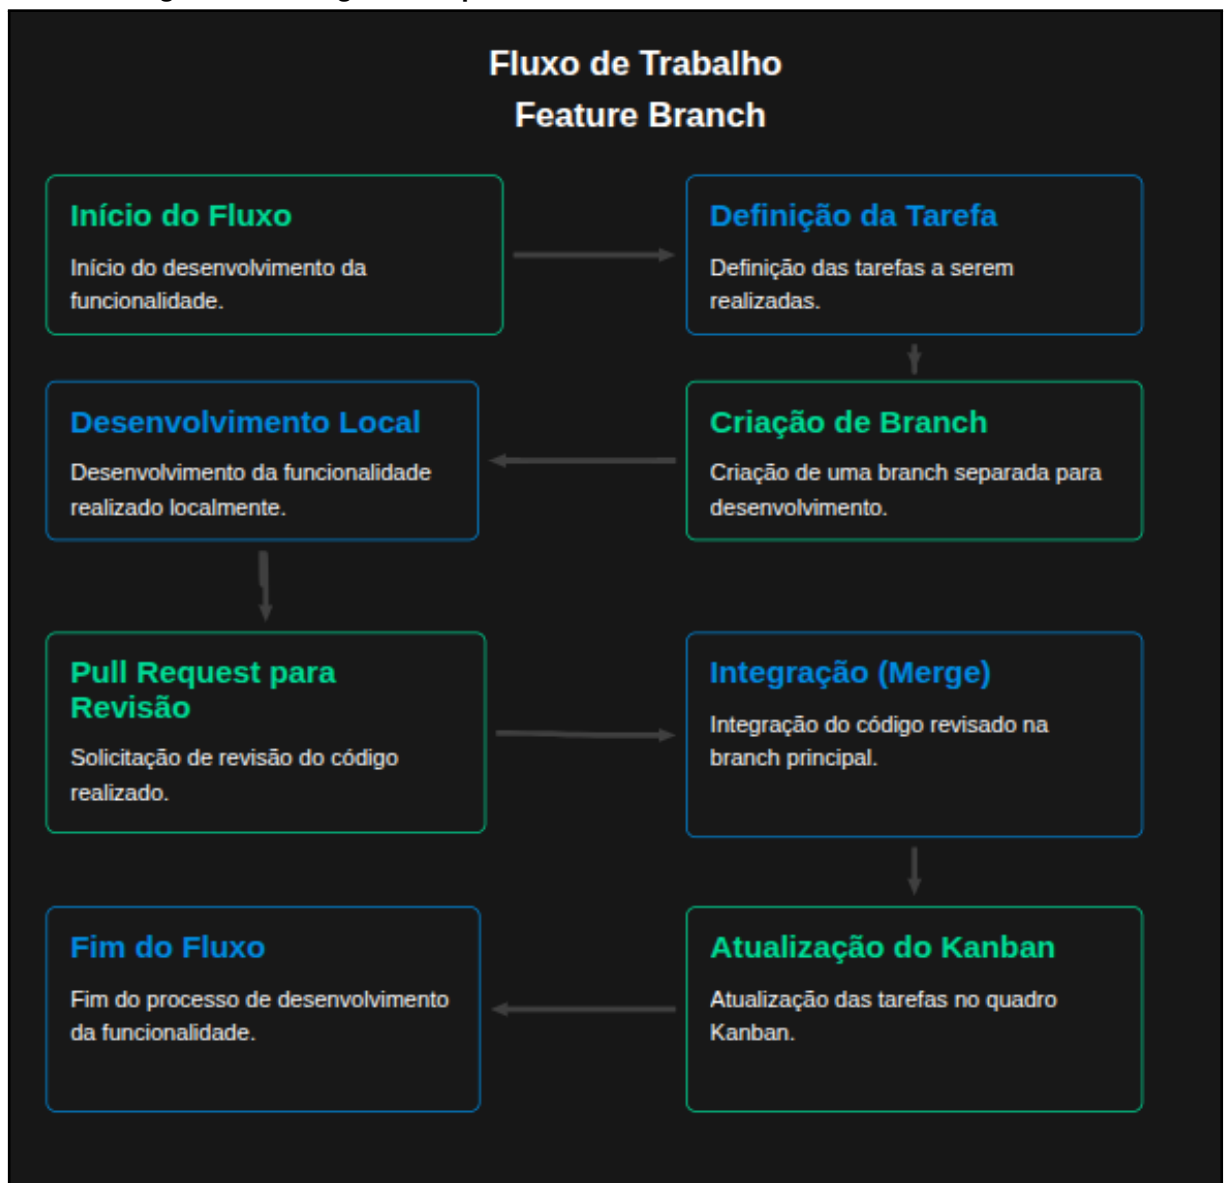 Fluxo de Trabalho
Feature Branch
Início do Fluxo
Início do desenvolvimento da
funcionalidade.
Definição da Tarefa
Definição das tarefas a serem
realizadas.
Criação de Branch
Criação de uma branch separada para
desenvolvimento.
Desenvolvimento Local
Desenvolvimento da funcionalidade
realizado localmente.
Pull Request para
Revisão
Solicitação de revisão do código
realizado.
Integração (Merge)
Integração do código revisado na
branch principal.
Atualização do Kanban
Atualização das tarefas no quadro
Kanban.
Fim do Fluxo
Fim do processo de desenvolvimento
da funcionalidade.